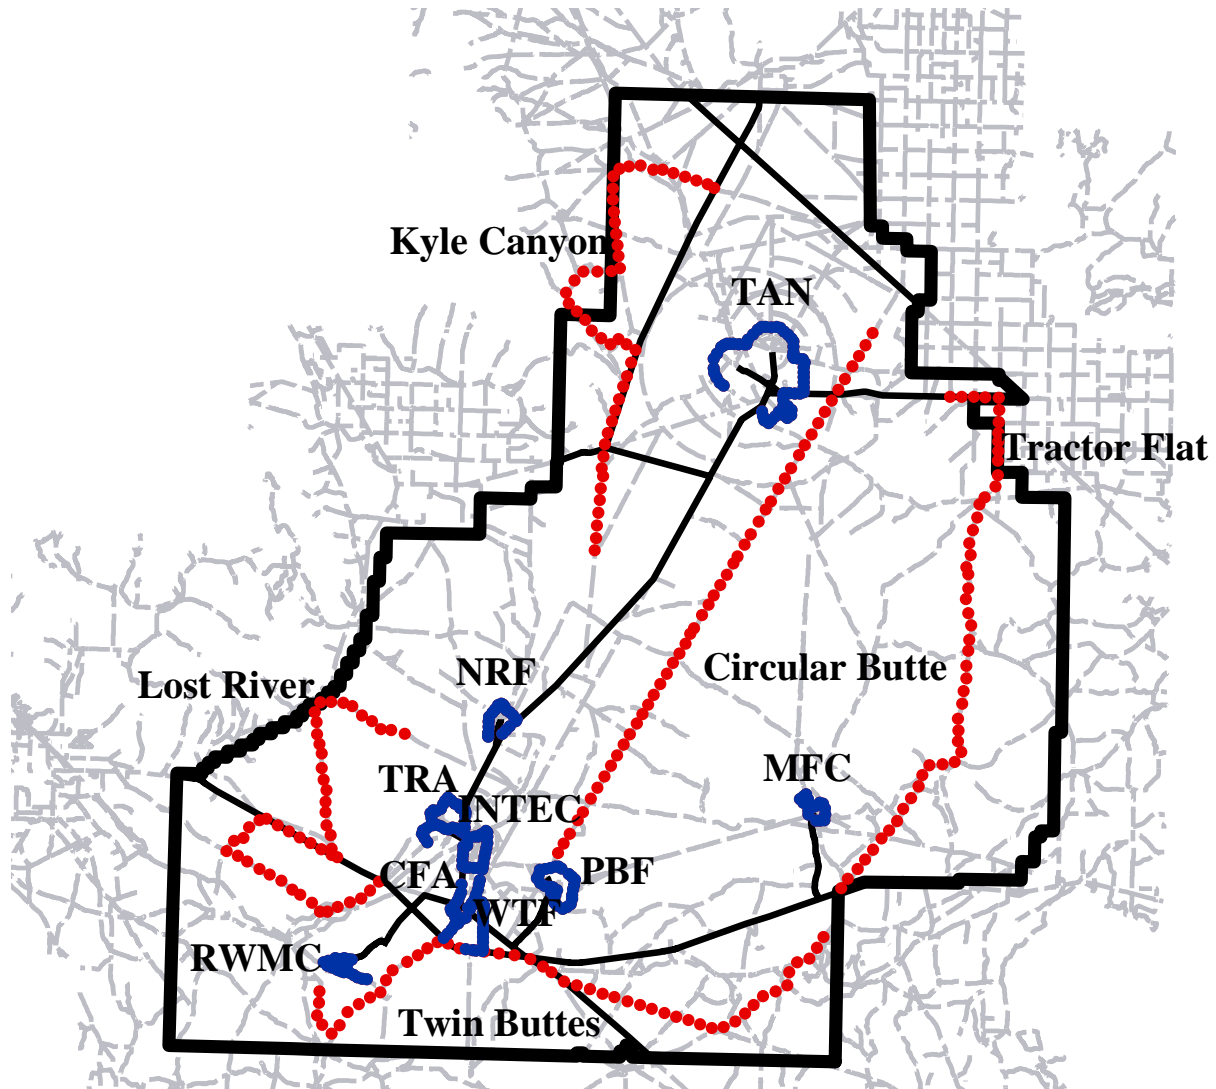 Kyle Canyon
TAN
Tractor Flat
NRF
Circular Butte
Lost River
TRA
MFC
INTEC
CFA
PBF
WTF
RWMC
Twin Buttes